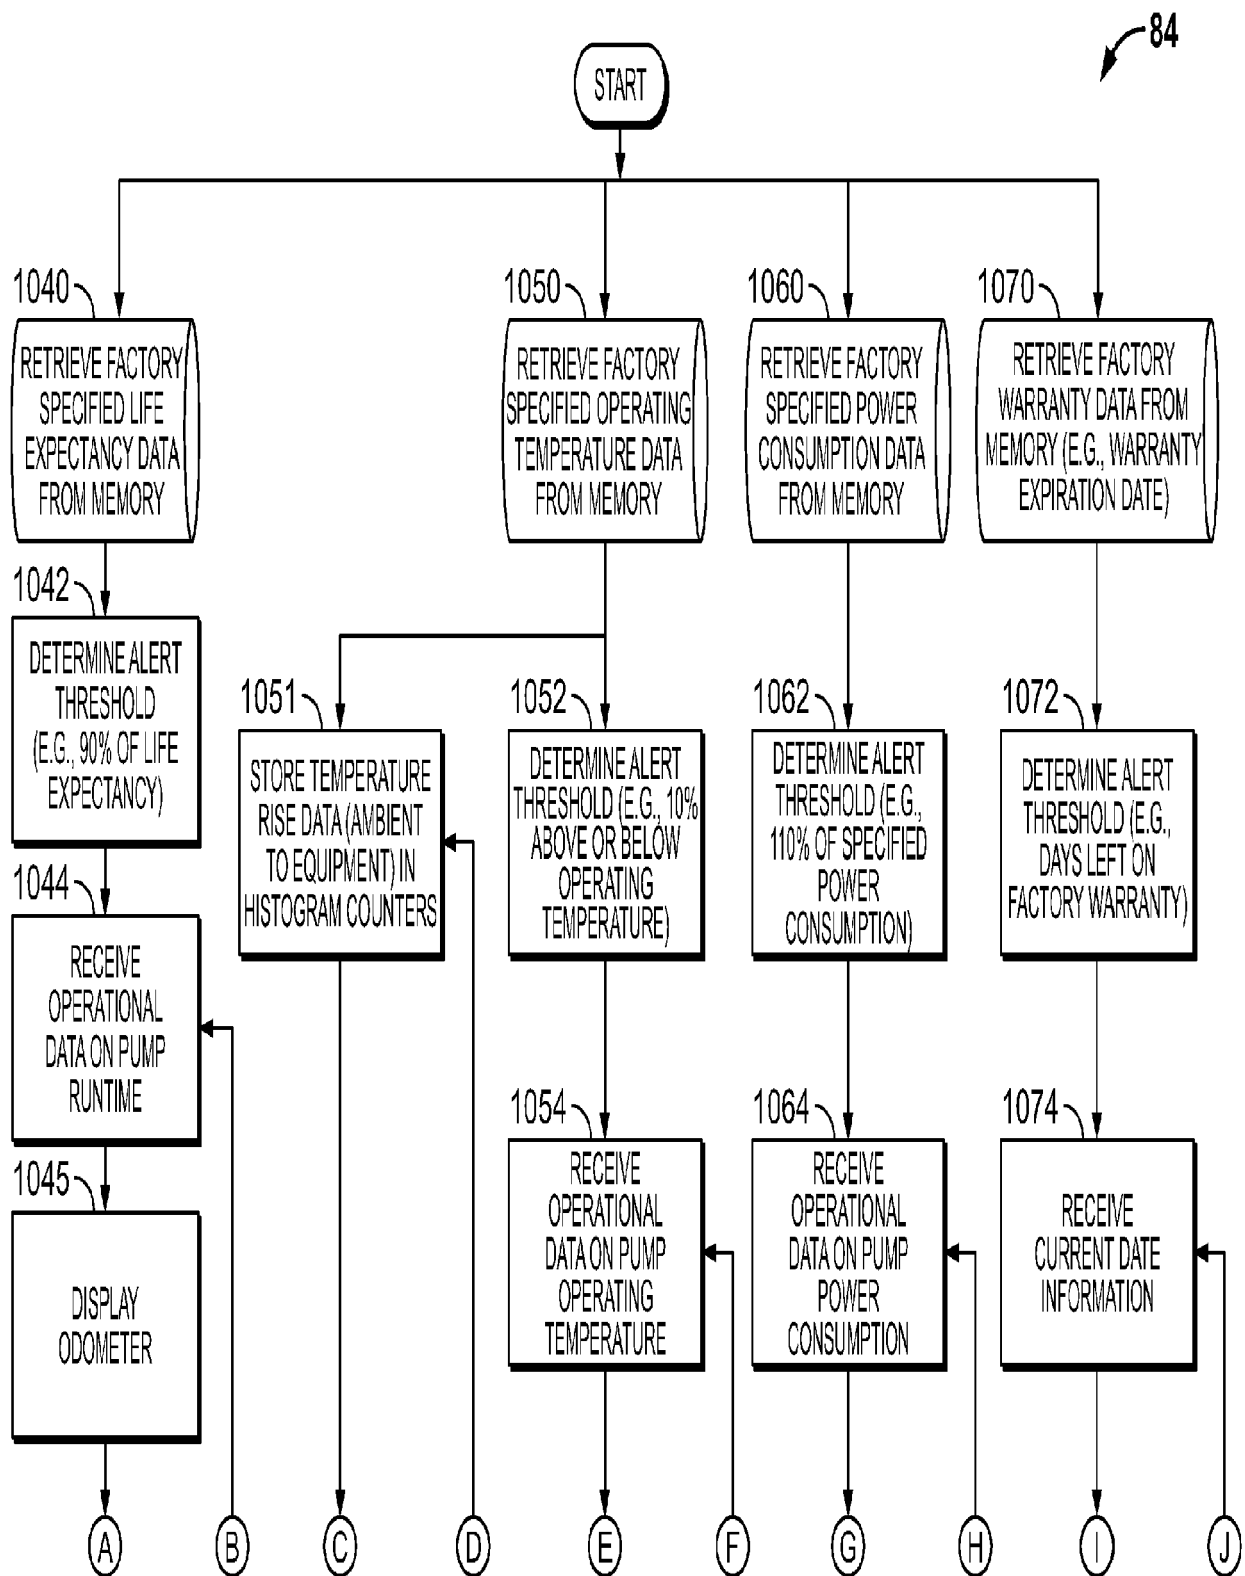 84
START
1040
RETRIEVE FACTORY
SPECIFIED LIFE
EXPECTANCY DATA
FROM MEMORY
1050
RETRIEVE FACTORY
SPECIFIED OPERATING
TEMPERATURE DATA
FROM MEMORY
1060
RETRIEVE FACTORY
SPECIFIED POWER
CONSUMPTION DATA
FROM MEMORY
1070
RETRIEVE FACTORY
WARRANTY DATA FROM
MEMORY (E.G., WARRANTY
EXPIRATION DATE)
1042
DETERMINE ALERT
THRESHOLD
(E.G., 90% OF LIFE
EXPECTANCY)
1051
STORE TEMPERATURE
RISE DATA (AMBIENT
TO EQUIPMENT) IN
HISTOGRAM COUNTERS
1052
DETERMINE ALERT
THRESHOLD (E.G., 10%
ABOVE OR BELOW
OPERATING
TEMPERATURE)
1062
DETERMINE ALERT
THRESHOLD (E.G.,
110% OF SPECIFIED
POWER
CONSUMPTION)
1072
DETERMINE ALERT
THRESHOLD (E.G.,
DAYS LEFT ON
FACTORY WARRANTY)
1044
RECEIVE
OPERATIONAL
DATA ON PUMP
RUNTIME
1054
RECEIVE
OPERATIONAL
DATA ON PUMP
OPERATING
TEMPERATURE
1064
RECEIVE
OPERATIONAL
DATA ON PUMP
POWER
CONSUMPTION
1074
RECEIVE
CURRENT DATE
INFORMATION
1045
DISPLAY
ODOMETER
A
B
C
D
E
F
G
H
I
J